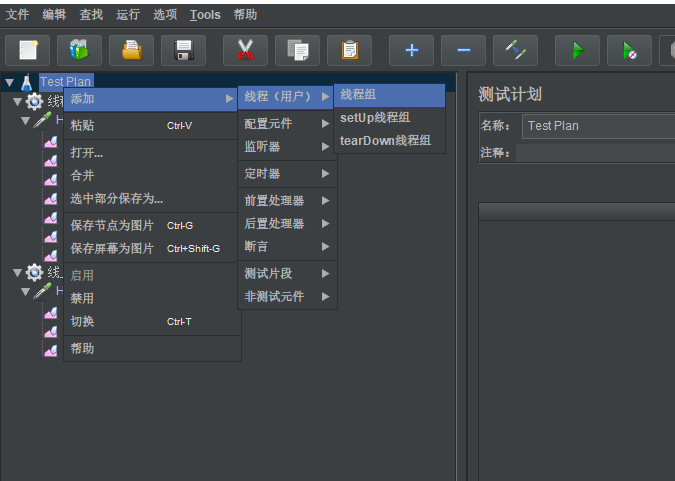 文件 编辑 查找 运行 选项 Tools 帮助
Test Plan
线程
H
线
H
添加
粘贴 Ctrl-V
打开...
合并
选中部分保存为...
保存节点为图片 Ctrl-G
保存屏幕为图片 Ctrl+Shift-G
启用
禁用
切换 Ctrl-T
帮助
线程（用户）
配置元件
监听器
定时器
前置处理器
后置处理器
断言
测试片段
非测试元件
线程组
setUp线程组
tearDown线程组
测试计划
名称： Test Plan
注释：